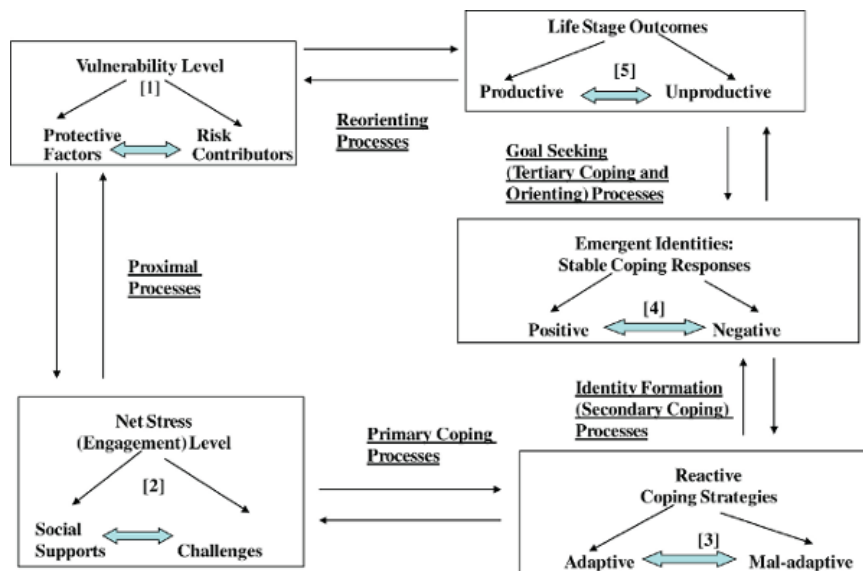 Vulnerability Level
[1]
Protective
Factors
Risk
Contributors
Life Stage Outcomes
[5]
Productive
Unproductive
Reorienting
Processes
Goal Seeking
(Tertiary Coping and
Orienting) Processes
Proximal
Processes
Emergent Identities:
Stable Coping Responses
[4]
Positive
Negative
Identity Formation
(Secondary Coping)
Processes
Net Stress
(Engagement) Level
[2]
Social
Supports
Challenges
Primary Coping
Processes
Reactive
Coping Strategies
[3]
Adaptive
Mal-adaptive